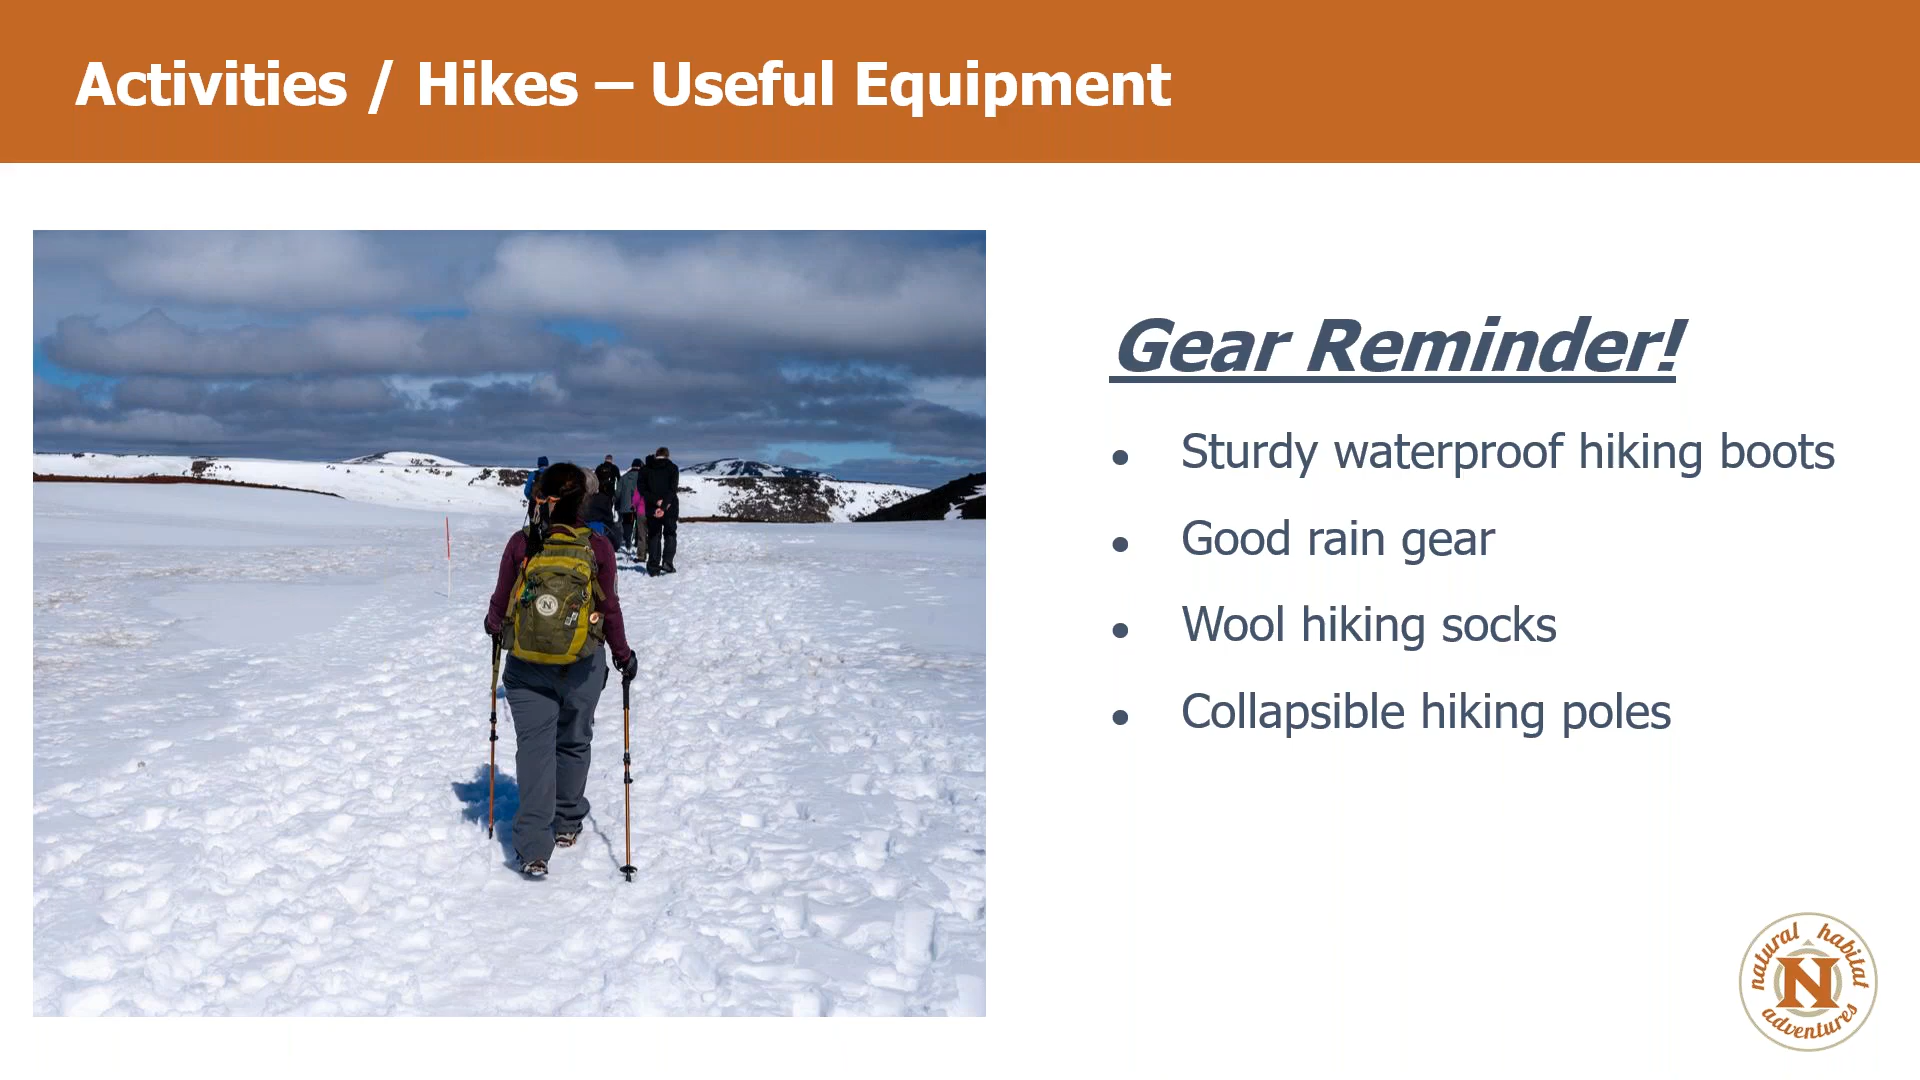 Activities / Hikes – Useful Equipment
Gear Reminder!
• Sturdy waterproof hiking boots
• Good rain gear
• Wool hiking socks
• Collapsible hiking poles
natural habitat
N
adventures
N